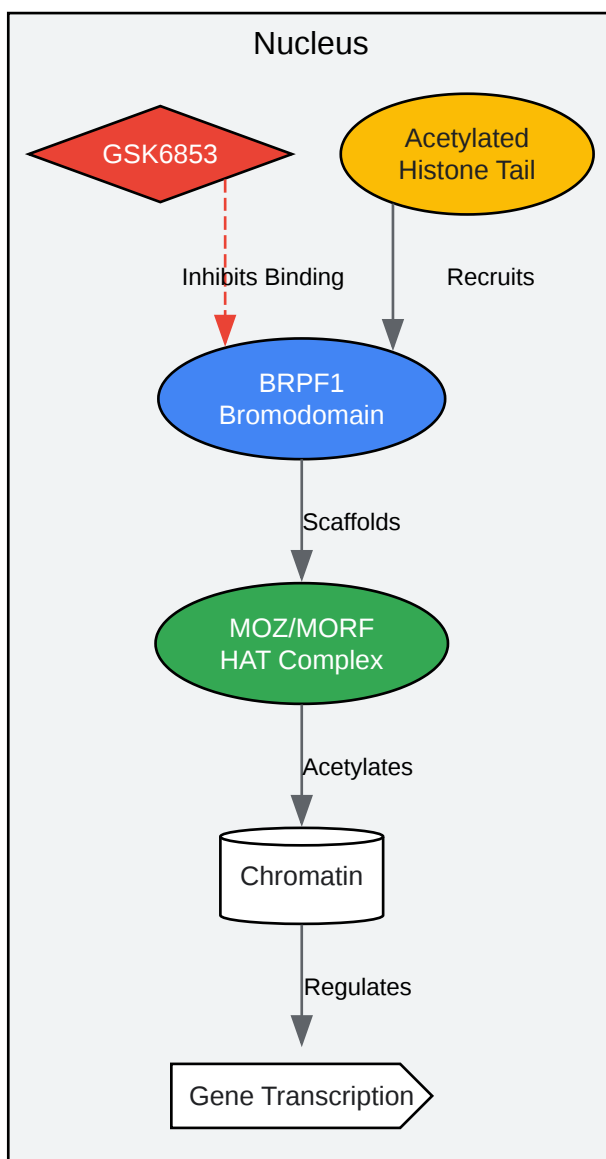 Nucleus
GSK6853
Acetylated
Histone Tail
Inhibits Binding
Recruits
BRPF1
Bromodomain
Scaffolds
MOZ/MORF
HAT Complex
Acetylates
Chromatin
Regulates
Gene Transcription